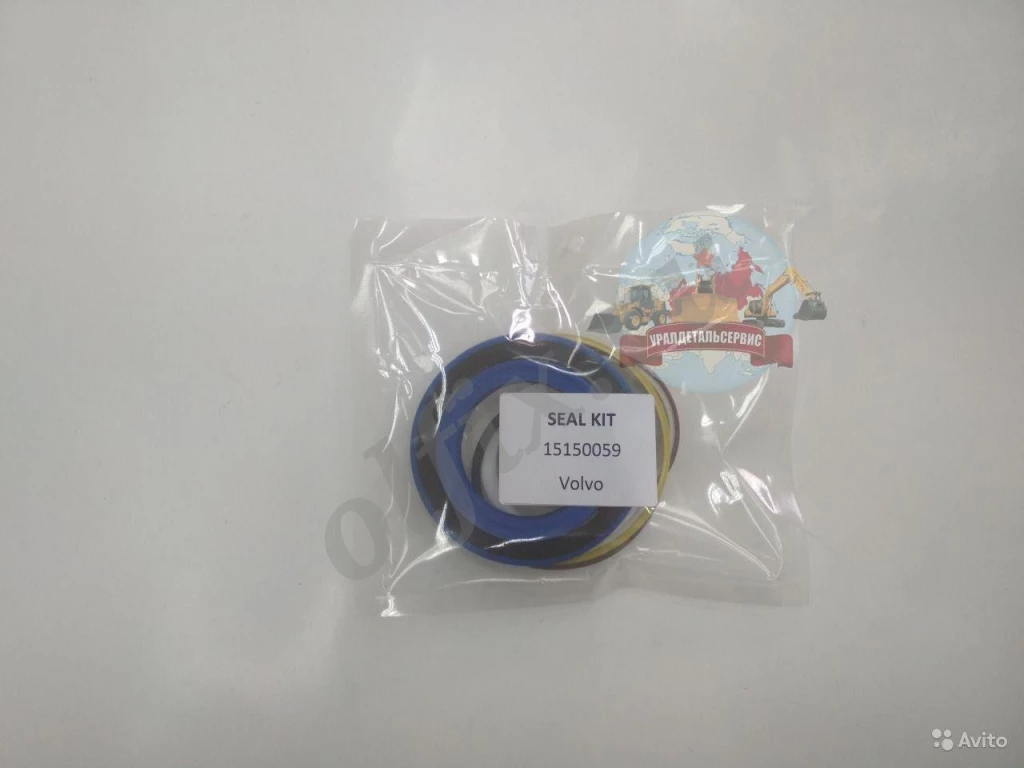 УРАЛДЕТАЛЬСЕРВИС
SEAL KIT
15150059
Volvo
Avito